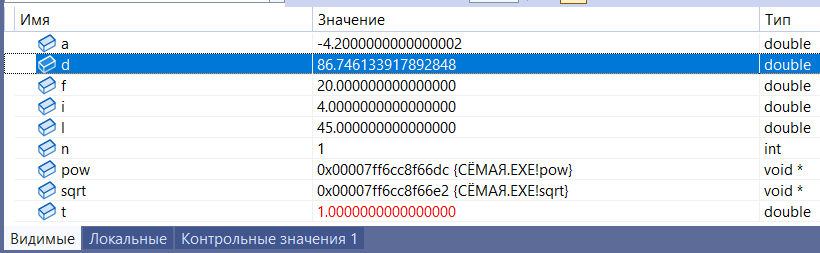 Имя Значение Тип
a -4.2000000000000002 double
d 86.746133917892848 double
f 20.000000000000000 double
i 4.0000000000000000 double
l 45.000000000000000 double
n 1 int
pow 0x00007ff6cc8f66dc {СЁМАЯ.EXE!pow} void *
sqrt 0x00007ff6cc8f66e2 {СЁМАЯ.EXE!sqrt} void *
t 1.0000000000000000 double
Видимые Локальные Контрольные значения 1